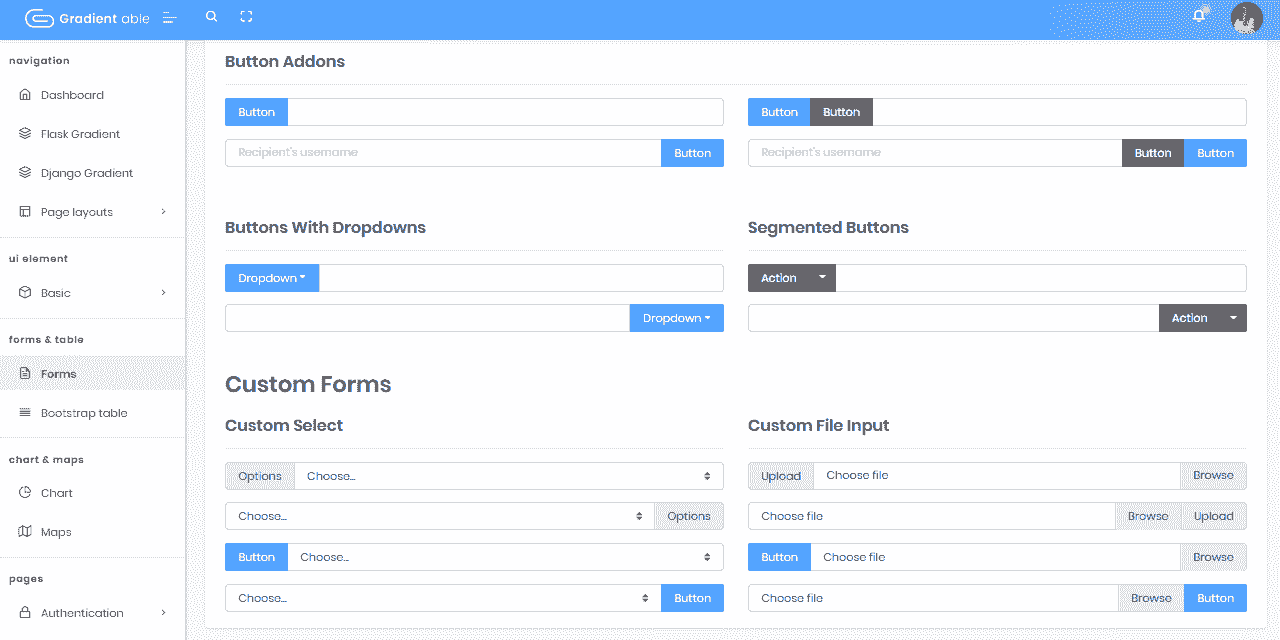 Gradient able
navigation
Dashboard
Flask Gradient
Django Gradient
Page layouts
ui element
Basic
forms & table
Forms
Bootstrap table
chart & maps
Chart
Maps
pages
Authentication
Button Addons
Button
Button Button
Recipient's username Button
Recipient's username Button Button
Buttons With Dropdowns
Dropdown
Dropdown
Segmented Buttons
Action
Action
Custom Forms
Custom Select
Options Choose...
Choose... Options
Button Choose...
Choose... Button
Custom File Input
Upload Choose file Browse
Choose file Browse Upload
Button Choose file Browse
Choose file Browse Button